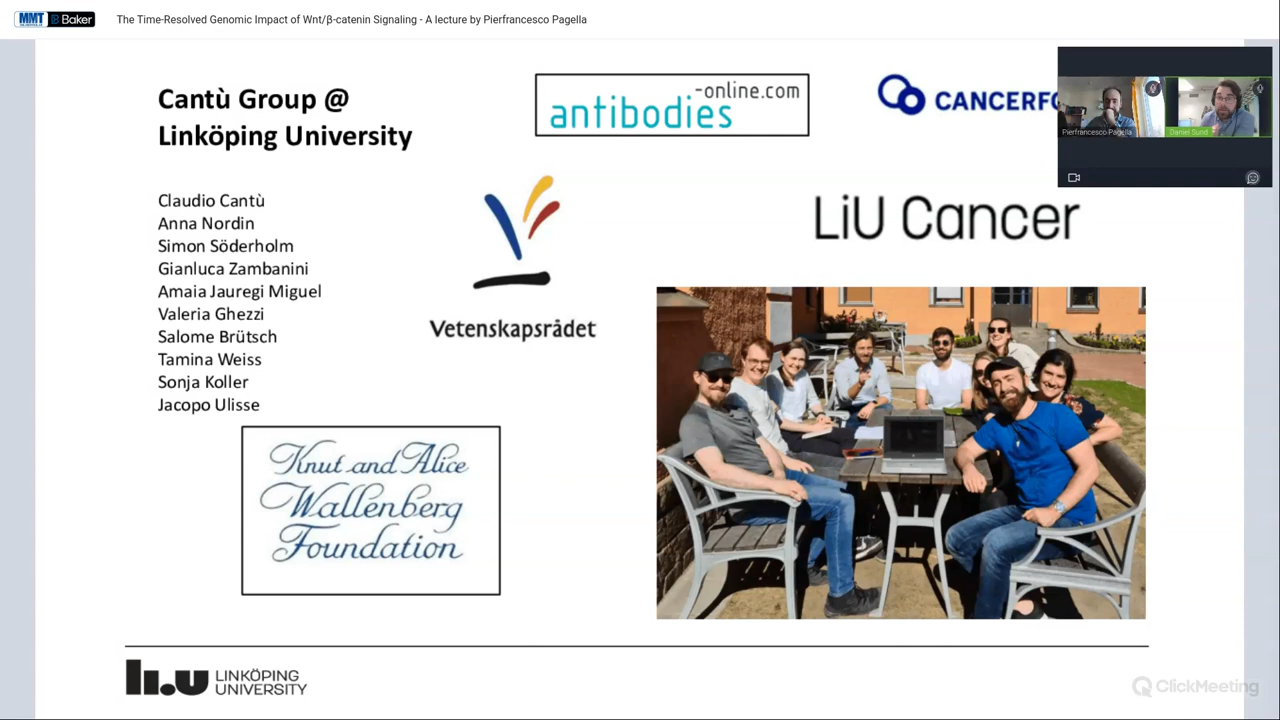 MMT Baker The Time-Resolved Genomic Impact of Wnt/β-catenin Signaling - A lecture by Pierfrancesco Pagella
Cantù Group @
Linköping University
-online.com
antibodies
CANCERFO
Pierfrancesco Pagella
Daniel Sund
Claudio Cantù
Anna Nordin
Simon Söderholm
Gianluca Zambanini
Amaia Jauregi Miguel
Valeria Ghezzi
Salome Brütsch
Tamina Weiss
Sonja Koller
Jacopo Ulisse
Vetenskapsrådet
LiU Cancer
Knut and Alice
Wallenberg
Foundation
li.u LINKÖPING
UNIVERSITY
ClickMeeting